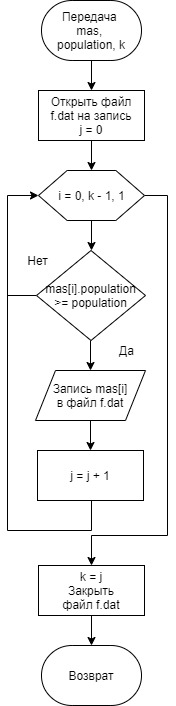 Передача
mas,
population, k
Открыть файл
f.dat на запись
j = 0
i = 0, k - 1, 1
Нет
mas[i].population
>= population
Да
Запись mas[i]
в файл f.dat
j = j + 1
k = j
Закрыть
файл f.dat
Возврат